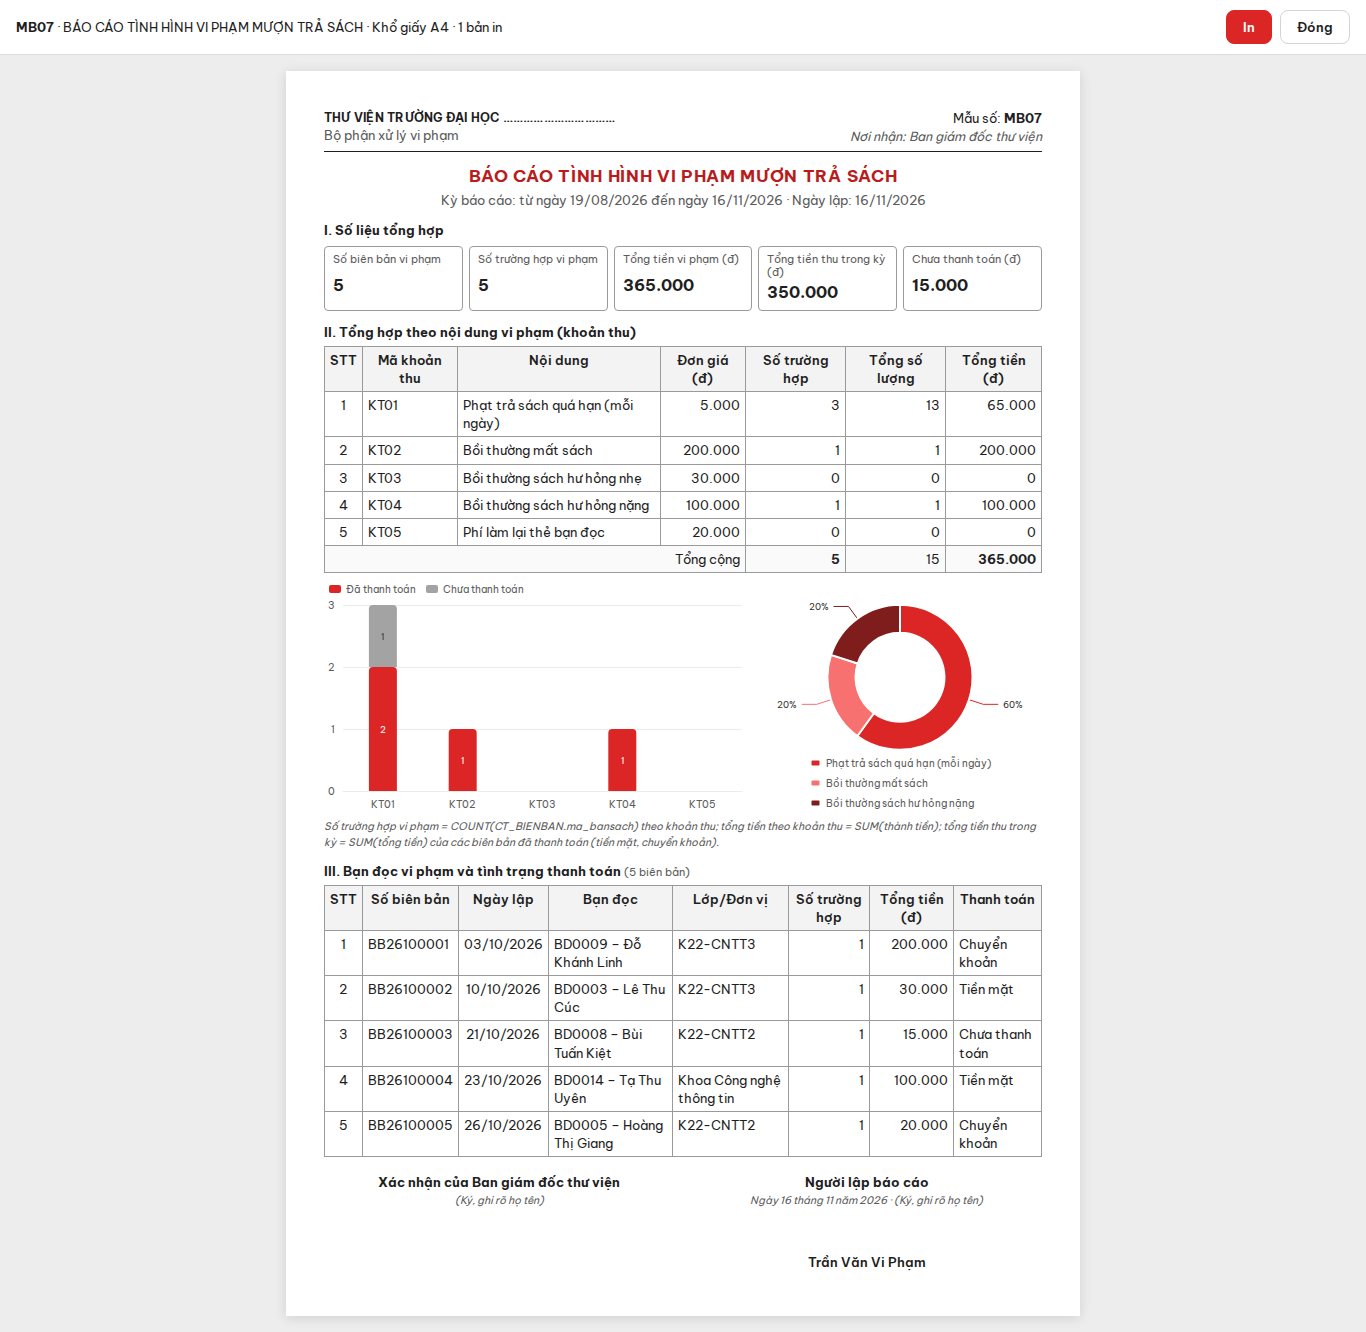 MB07 · BÁO CÁO TÌNH HÌNH VI PHẠM MƯỢN TRẢ SÁCH · Khổ giấy A4 · 1 bản in
In
Đóng
THƯ VIỆN TRƯỜNG ĐẠI HỌC ................................
Mẫu số: MB07
Bộ phận xử lý vi phạm
Nơi nhận: Ban giám đốc thư viện
BÁO CÁO TÌNH HÌNH VI PHẠM MƯỢN TRẢ SÁCH
Kỳ báo cáo: từ ngày 19/08/2026 đến ngày 16/11/2026 · Ngày lập: 16/11/2026
I. Số liệu tổng hợp
Số biên bản vi phạm
5
Số trường hợp vi phạm
5
Tổng tiền vi phạm (đ)
365.000
Tổng tiền thu trong kỳ
(đ)
350.000
Chưa thanh toán (đ)
15.000
II. Tổng hợp theo nội dung vi phạm (khoản thu)
STT Mã khoản thu Nội dung Đơn giá (đ) Số trường hợp Tổng số lượng Tổng tiền (đ)
1 KT01 Phạt trả sách quá hạn (mỗi ngày) 5.000 3 13 65.000
2 KT02 Bồi thường mất sách 200.000 1 1 200.000
3 KT03 Bồi thường sách hư hỏng nhẹ 30.000 0 0 0
4 KT04 Bồi thường sách hư hỏng nặng 100.000 1 1 100.000
5 KT05 Phí làm lại thẻ bạn đọc 20.000 0 0 0
Tổng cộng 5 15 365.000
Đã thanh toán Chưa thanh toán
3
2
1
0
1
2
1
1
KT01 KT02 KT03 KT04 KT05
20%
20%
60%
Phạt trả sách quá hạn (mỗi ngày)
Bồi thường mất sách
Bồi thường sách hư hỏng nặng
Số trường hợp vi phạm = COUNT(CT_BIENBAN.ma_bansach) theo khoản thu; tổng tiền theo khoản thu = SUM(thành tiền); tổng tiền thu trong
kỳ = SUM(tổng tiền) của các biên bản đã thanh toán (tiền mặt, chuyển khoản).
III. Bạn đọc vi phạm và tình trạng thanh toán (5 biên bản)
STT Số biên bản Ngày lập Bạn đọc Lớp/Đơn vị Số trường hợp Tổng tiền (đ) Thanh toán
1 BB26100001 03/10/2026 BD0009 – Đỗ Khánh Linh K22-CNTT3 1 200.000 Chuyển khoản
2 BB26100002 10/10/2026 BD0003 – Lê Thu Cúc K22-CNTT3 1 30.000 Tiền mặt
3 BB26100003 21/10/2026 BD0008 – Bùi Tuấn Kiệt K22-CNTT2 1 15.000 Chưa thanh toán
4 BB26100004 23/10/2026 BD0014 – Tạ Thu Uyên Khoa Công nghệ thông tin 1 100.000 Tiền mặt
5 BB26100005 26/10/2026 BD0005 – Hoàng Thị Giang K22-CNTT2 1 20.000 Chuyển khoản
Xác nhận của Ban giám đốc thư viện
(Ký, ghi rõ họ tên)
Người lập báo cáo
Ngày 16 tháng 11 năm 2026 · (Ký, ghi rõ họ tên)
Trần Văn Vi Phạm